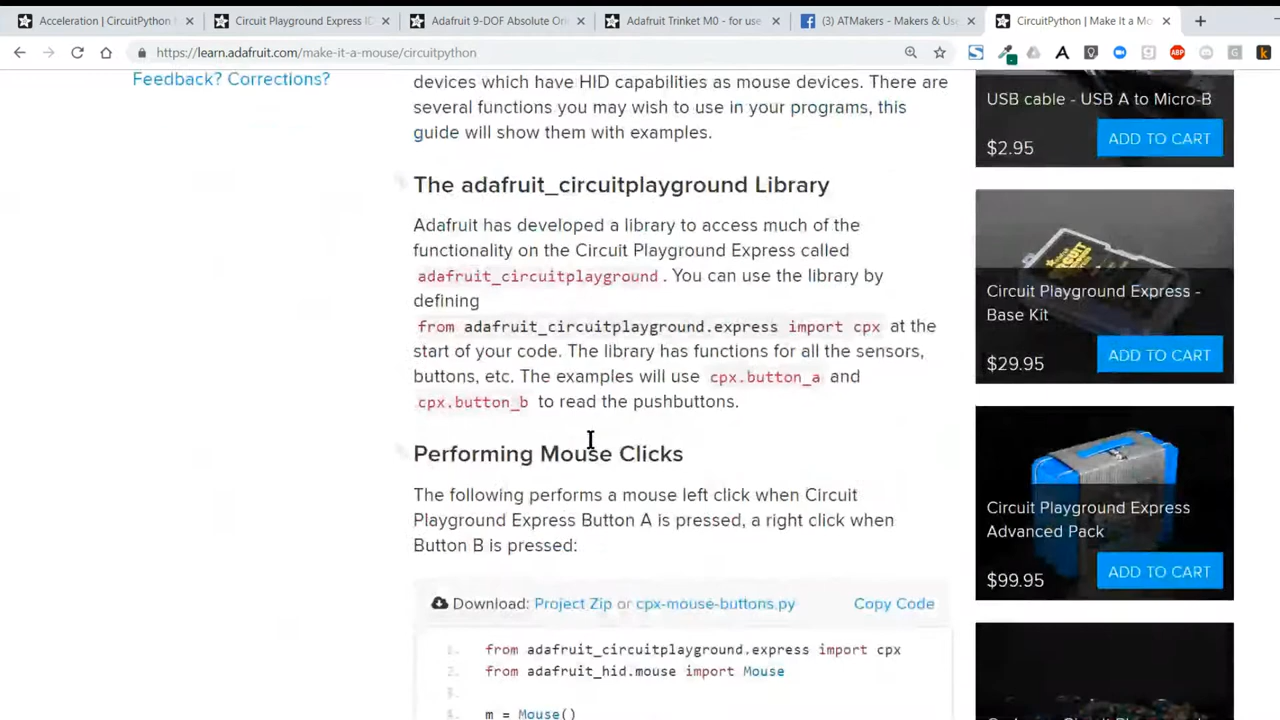 Acceleration | CircuitPython
Circuit Playground Express I
Adafruit 9-DOF Absolute O
Adafruit Trinket M0 - for use
(3) ATMakers - Makers & Use
CircuitPython | Make It a Mo
https://learn.adafruit.com/make-it-a-mouse/circuitpython
Feedback? Corrections?
devices which have HID capabilities as mouse devices. There are
several functions you may wish to use in your programs, this
guide will show them with examples.
The adafruit_circuitplayground Library
Adafruit has developed a library to access much of the
functionality on the Circuit Playground Express called
adafruit_circuitplayground . You can use the library by
defining
from adafruit_circuitplayground.express import cpx at the
start of your code. The library has functions for all the sensors,
buttons, etc. The examples will use cpx.button_a and
cpx.button_b to read the pushbuttons.
Performing Mouse Clicks
The following performs a mouse left click when Circuit
Playground Express Button A is pressed, a right click when
Button B is pressed:
Download: Project Zip or cpx-mouse-buttons.py Copy Code
1. from adafruit_circuitplayground.express import cpx
2. from adafruit_hid.mouse import Mouse
3.
4. m = Mouse()
USB cable - USB A to Micro-B
$2.95 ADD TO CART
Circuit Playground Express -
Base Kit
$29.95 ADD TO CART
Circuit Playground Express
Advanced Pack
$99.95 ADD TO CART